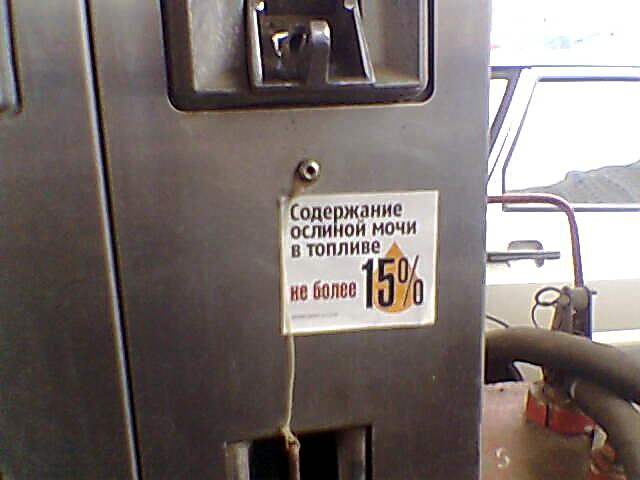 Содержание
ослиной мочи
в топливе
не более 15%